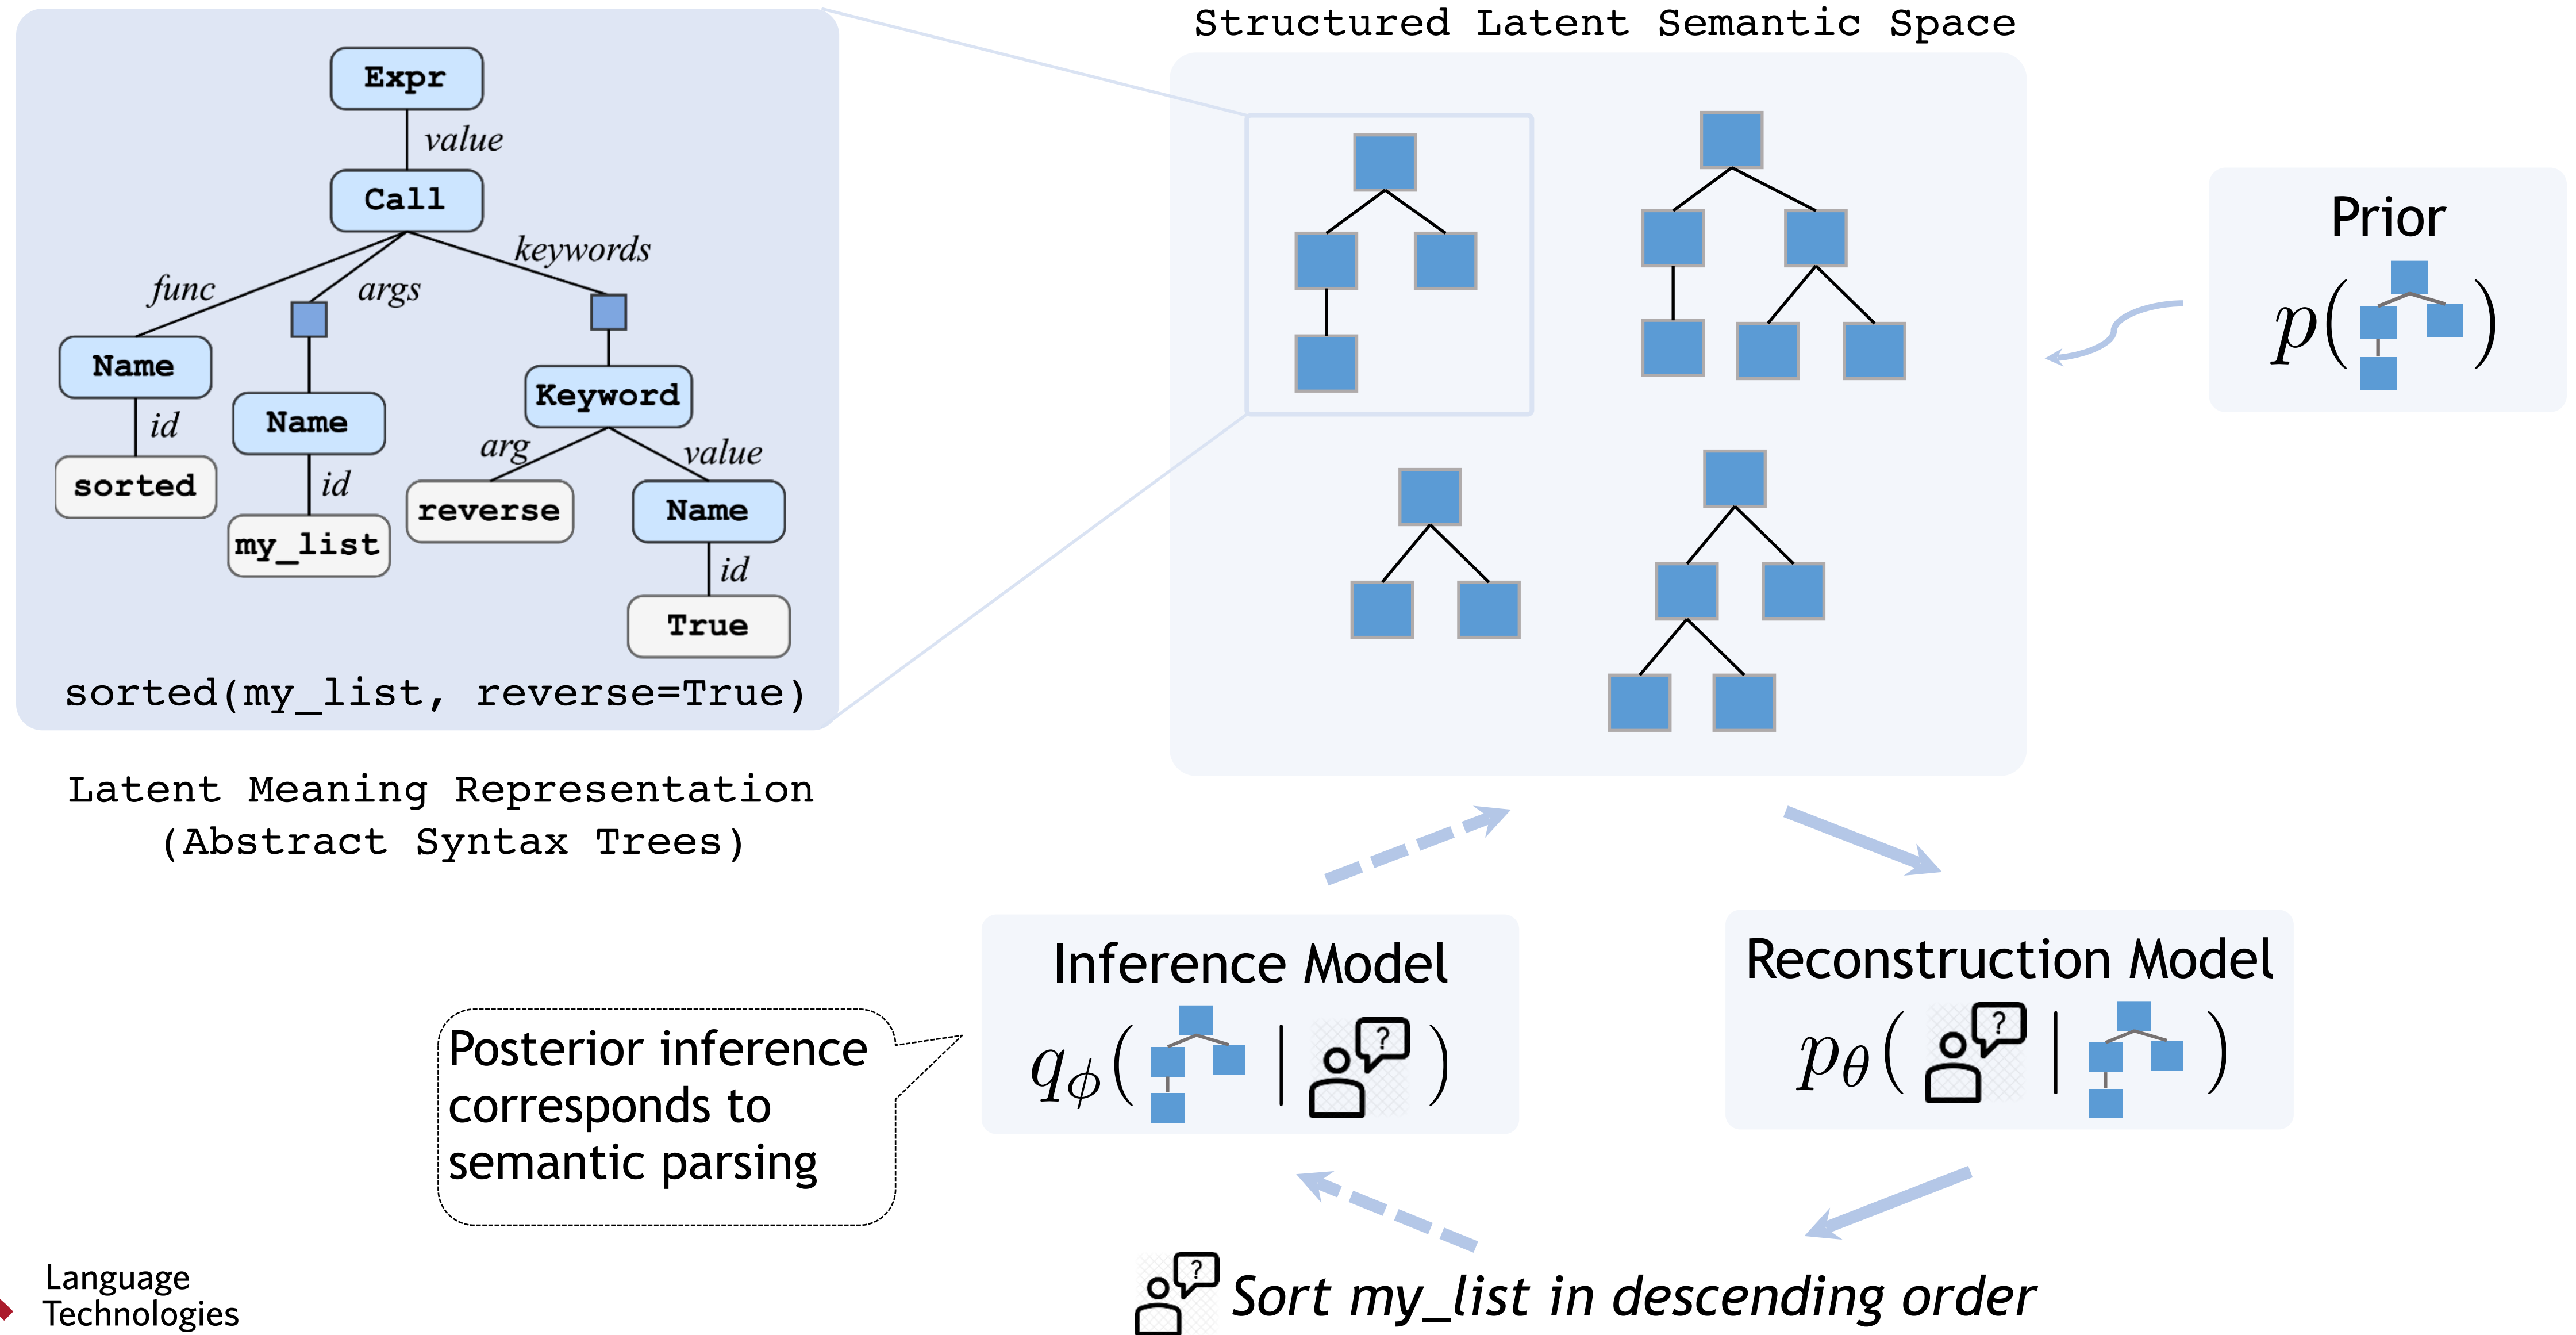 Structured Latent Semantic Space
Expr
value
Call
func
args
keywords
Name
Name
Keyword
id
id
arg
value
sorted
my_list
reverse
Name
id
True
sorted(my_list, reverse=True)
Latent Meaning Representation
(Abstract Syntax Trees)
Prior
p( )
Inference Model
qϕ( | ? )
Reconstruction Model
pθ( ? | )
Posterior inference
corresponds to
semantic parsing
? Sort my_list in descending order
Language
Technologies